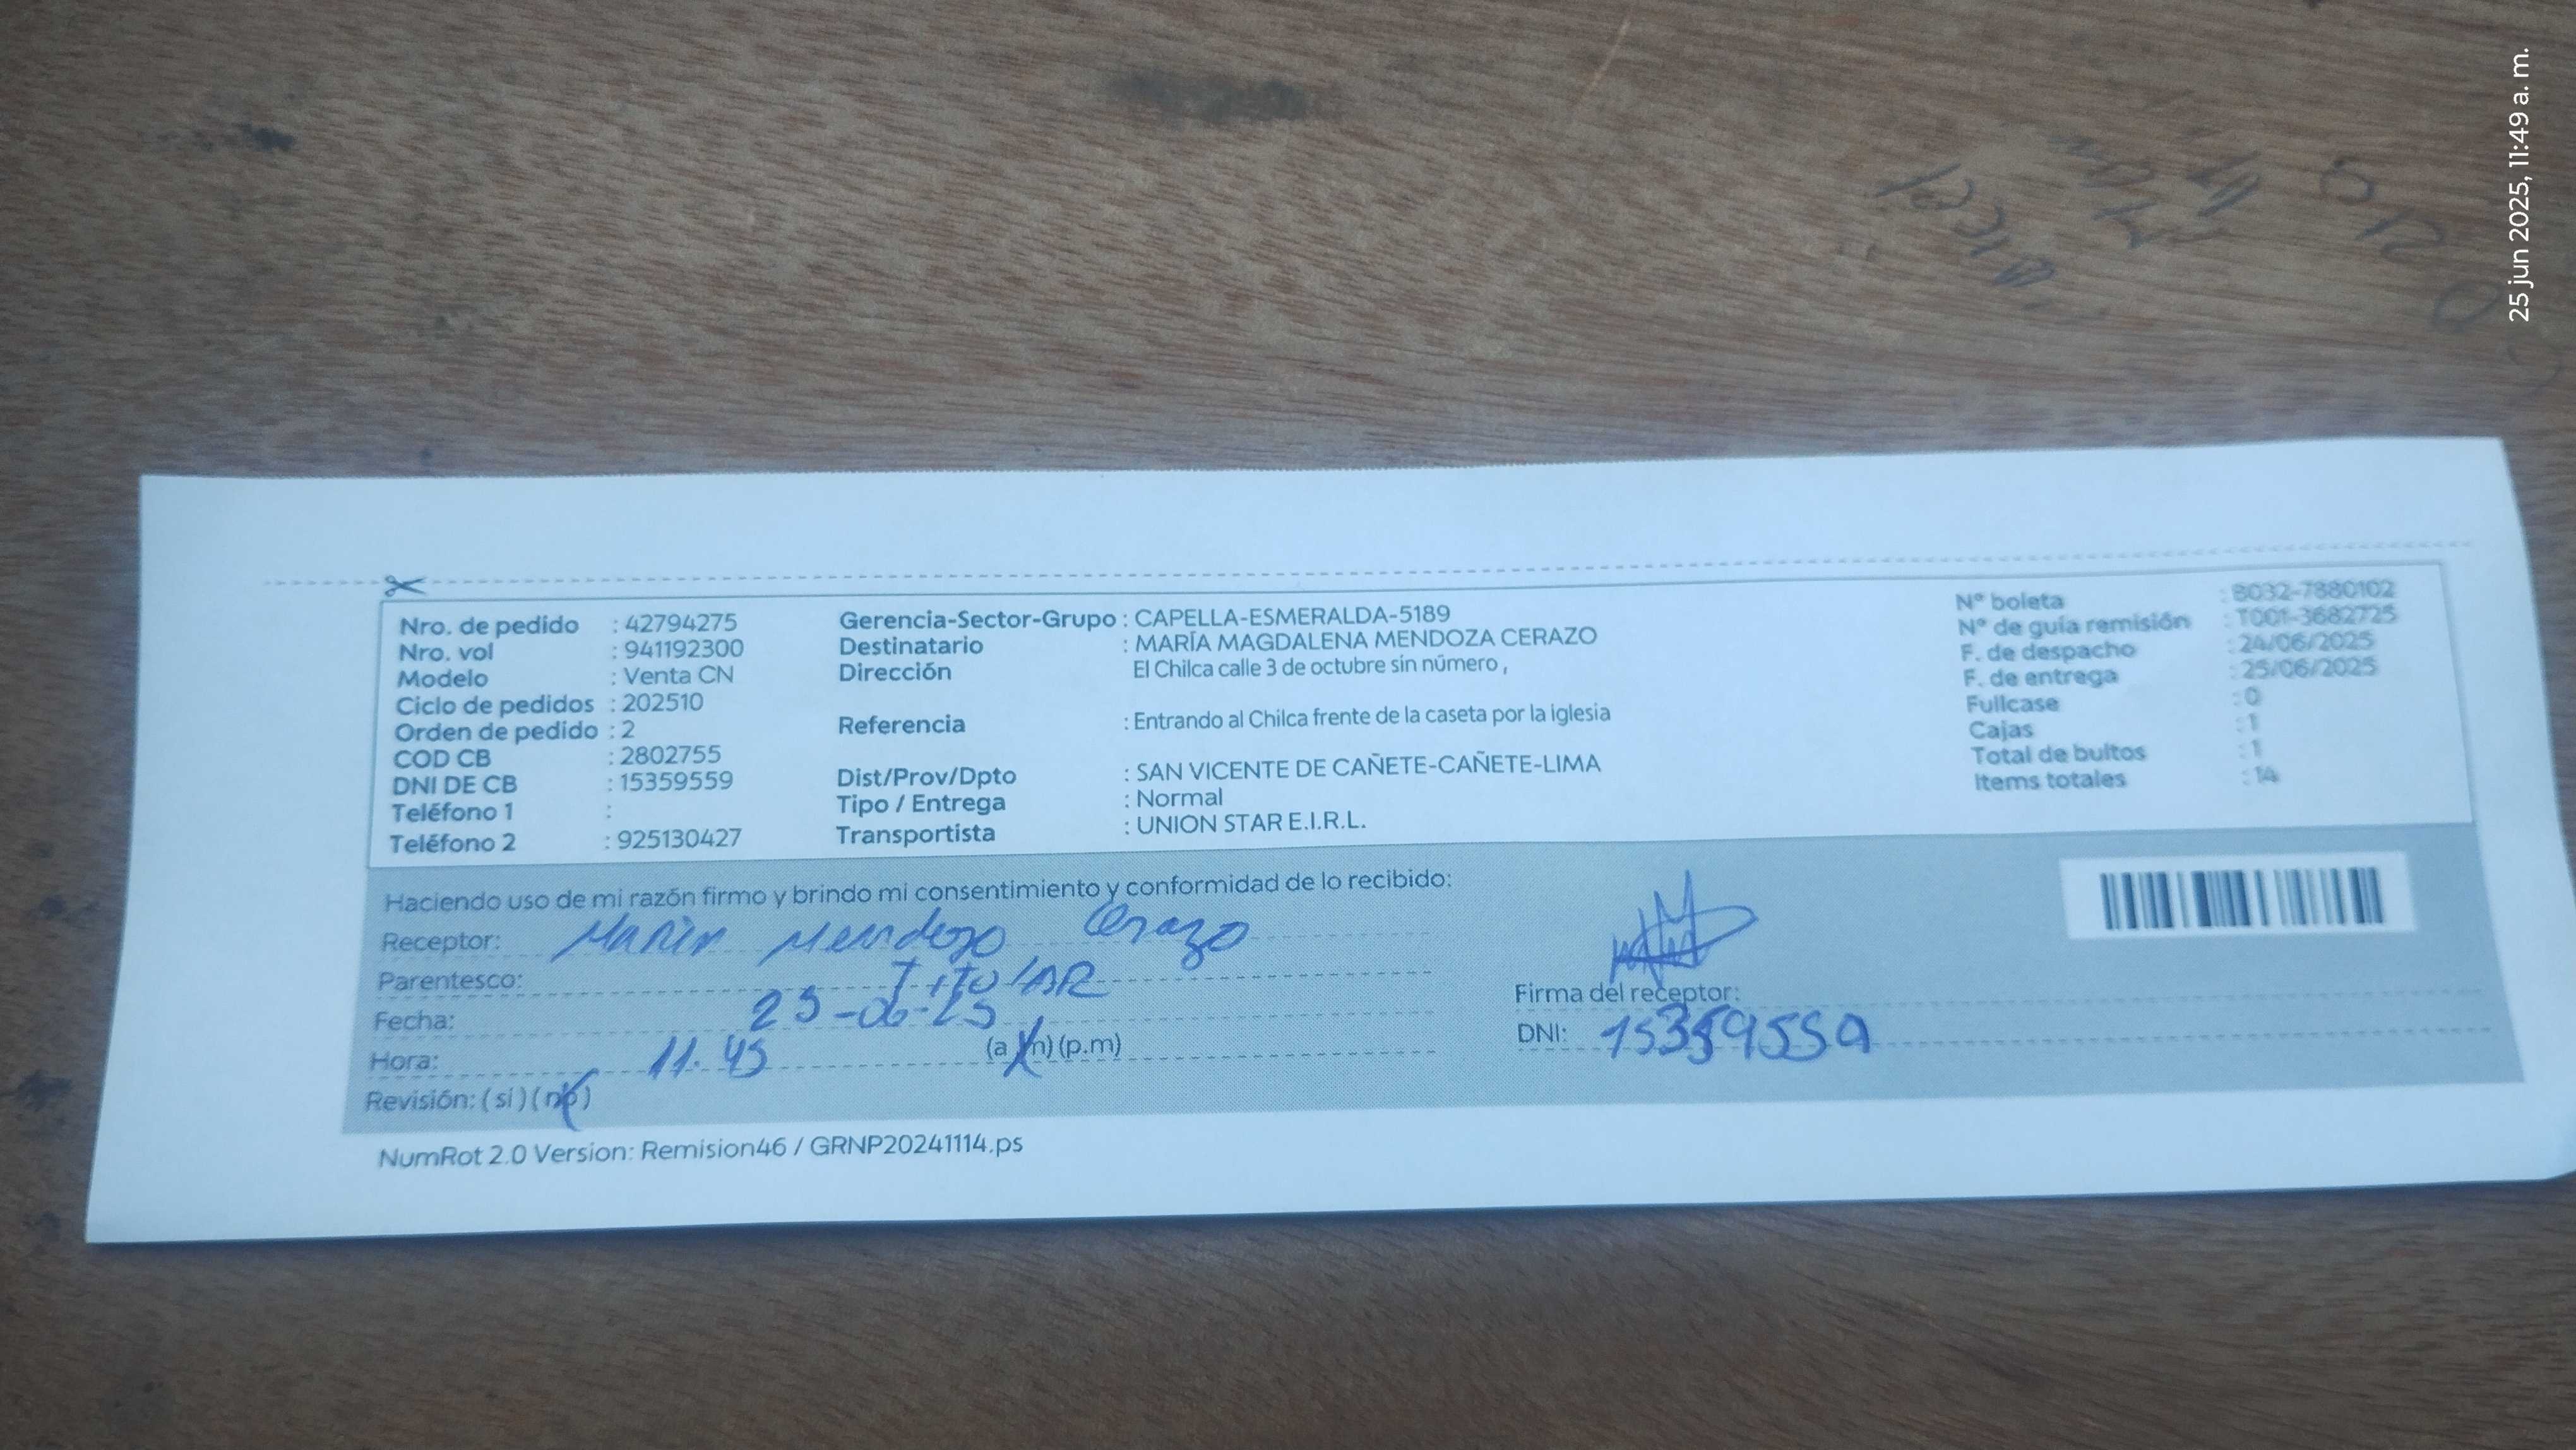 25 jun 2025, 11:49 a. m.
Nro. de pedido : 42794275
Nro. vol : 941192300
Modelo : Venta CN
Ciclo de pedidos : 202510
Orden de pedido : 2
COD CB : 2802755
DNI DE CB : 15359559
Teléfono 1 :
Teléfono 2 : 925130427
Gerencia-Sector-Grupo : CAPELLA-ESMERALDA-5189
Destinatario : MARÍA MAGDALENA MENDOZA CERAZO
Dirección El Chilca calle 3 de octubre sin número ,
Referencia : Entrando al Chilca frente de la caseta por la iglesia
Dist/Prov/Dpto : SAN VICENTE DE CAÑETE-CAÑETE-LIMA
Tipo / Entrega : Normal
Transportista : UNION STAR E.I.R.L.
N° boleta : B032-7880102
N° de guía remisión : T001-3682725
F. de despacho : 24/06/2025
F. de entrega : 25/06/2025
Fullcase : 0
Cajas : 1
Total de bultos : 1
Items totales : 14
Haciendo uso de mi razón firmo y brindo mi consentimiento y conformidad de lo recibido:
Receptor: Maria Mendozo Cerazo
Parentesco: TiTULAR
Fecha: 25-06-25
Hora: 11.45 (a.m) (p.m)
Revisión: (si) (no)
Firma del receptor:
DNI: 15359559
NumRot 2.0 Version: Remision46 / GRNP20241114.ps